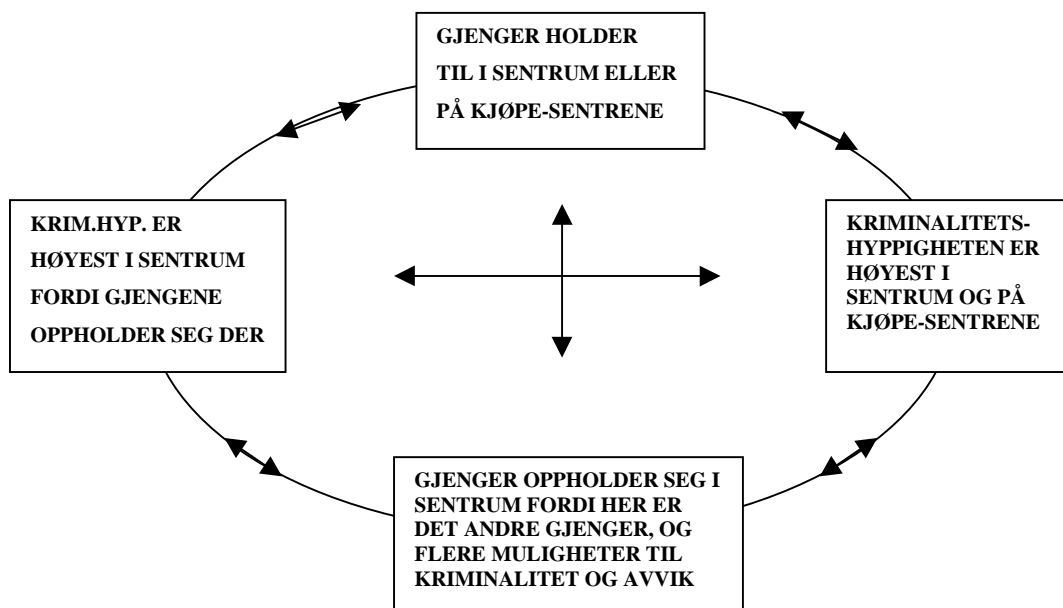 GJENGER HOLDER
TIL I SENTRUM ELLER
PÅ KJØPE-SENTRENE
KRIM.HYP. ER
HØYEST I SENTRUM
FORDI GJENGENE
OPPHOLDER SEG DER
KRIMINALITETS-
HYPPIGHETEN ER
HØYEST I
SENTRUM OG PÅ
KJØPE-SENTRENE
GJENGER OPPHOLDER SEG I
SENTRUM FORDI HER ER
DET ANDRE GJENGER, OG
FLERE MULIGHETER TIL
KRIMINALITET OG AVVIK